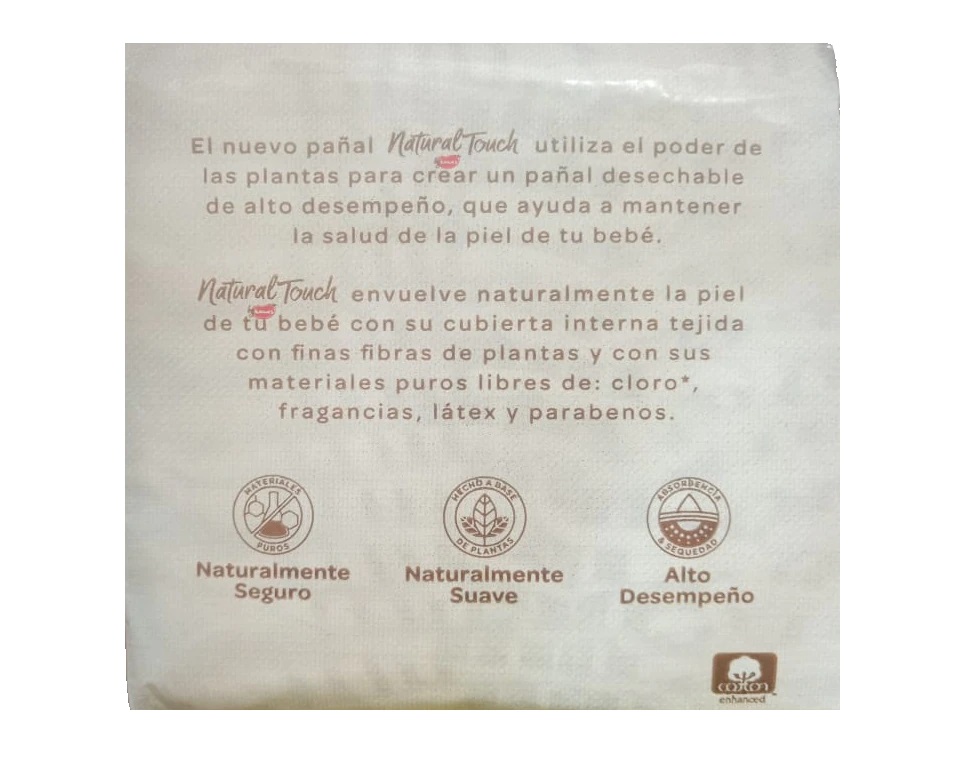 El nuevo pañal Natural Touch utiliza el poder de
las plantas para crear un pañal desechable
de alto desempeño, que ayuda a mantener
la salud de la piel de tu bebé.
Natural Touch envuelve naturalmente la piel
de tu bebé con su cubierta interna tejida
con finas fibras de plantas y con sus
materiales puros libres de: cloro*,
fragancias, látex y parabenos.
MATERIALES PUROS
Naturalmente
Seguro
HECHO A BASE DE PLANTAS
Naturalmente
Suave
ABSORBENCIA & SEQUEDAD
Alto
Desempeño
cotton
enhanced™